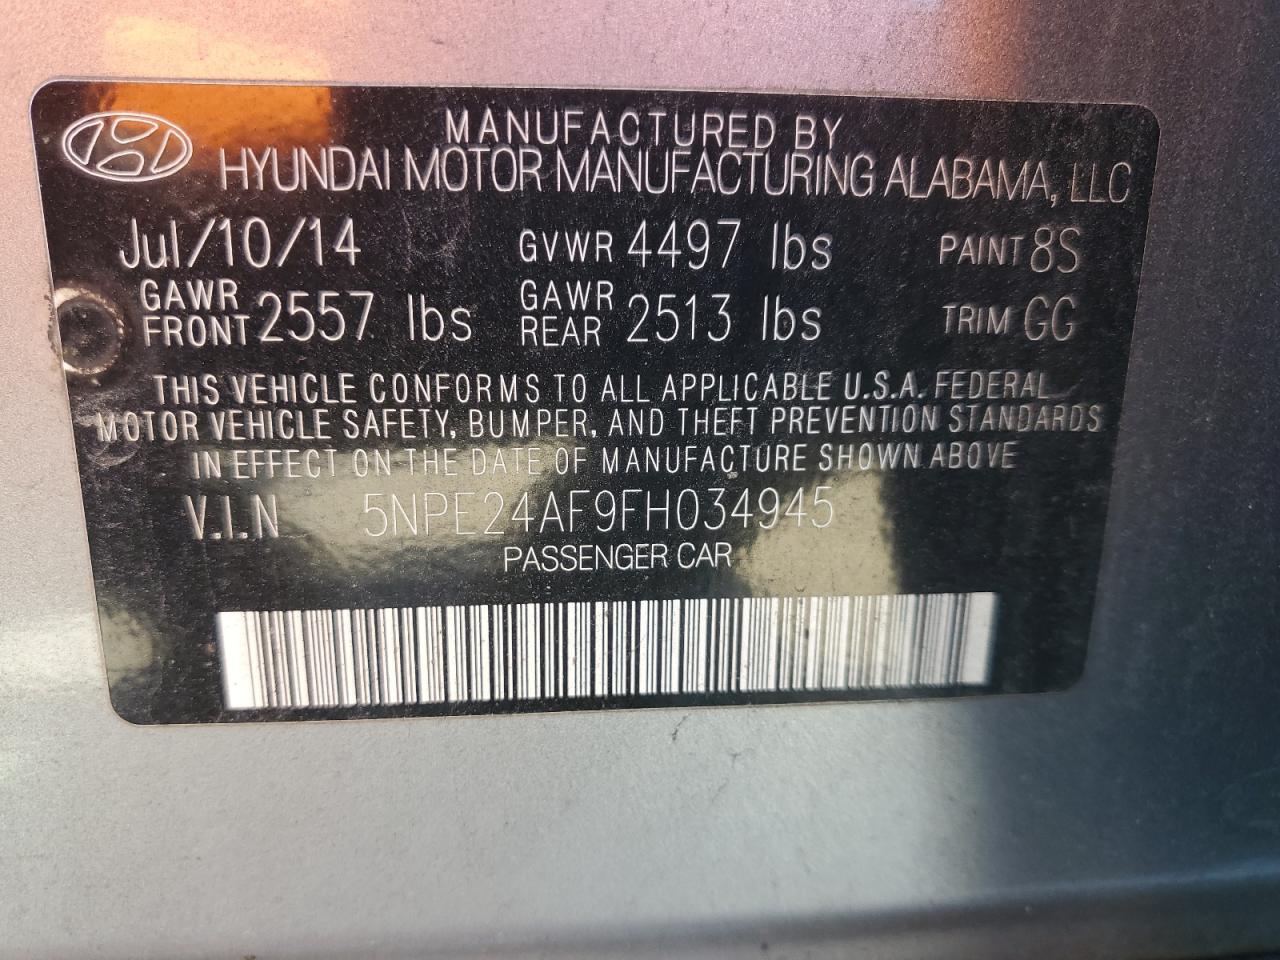 MANUFACTURED BY
HYUNDAI MOTOR MANUFACTURING ALABAMA, LLC
Jul/10/14 GVWR 4497 lbs PAINT 8S
GAWR FRONT 2557 lbs GAWR REAR 2513 lbs TRIM GG
THIS VEHICLE CONFORMS TO ALL APPLICABLE U.S.A. FEDERAL
MOTOR VEHICLE SAFETY, BUMPER, AND THEFT PREVENTION STANDARDS
IN EFFECT ON THE DATE OF MANUFACTURE SHOWN ABOVE
V.I.N 5NPE24AF9FH034945
PASSENGER CAR